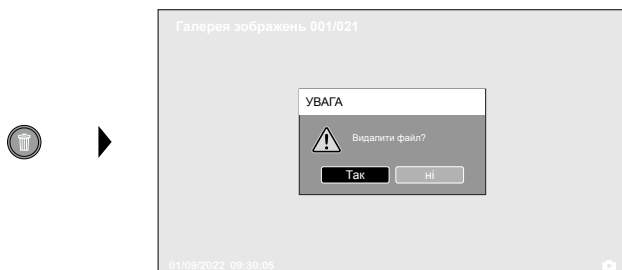 Галерея зображень 001/021
УВАГА
Видалити файл?
Так ні
01/09/2022 09:30:05